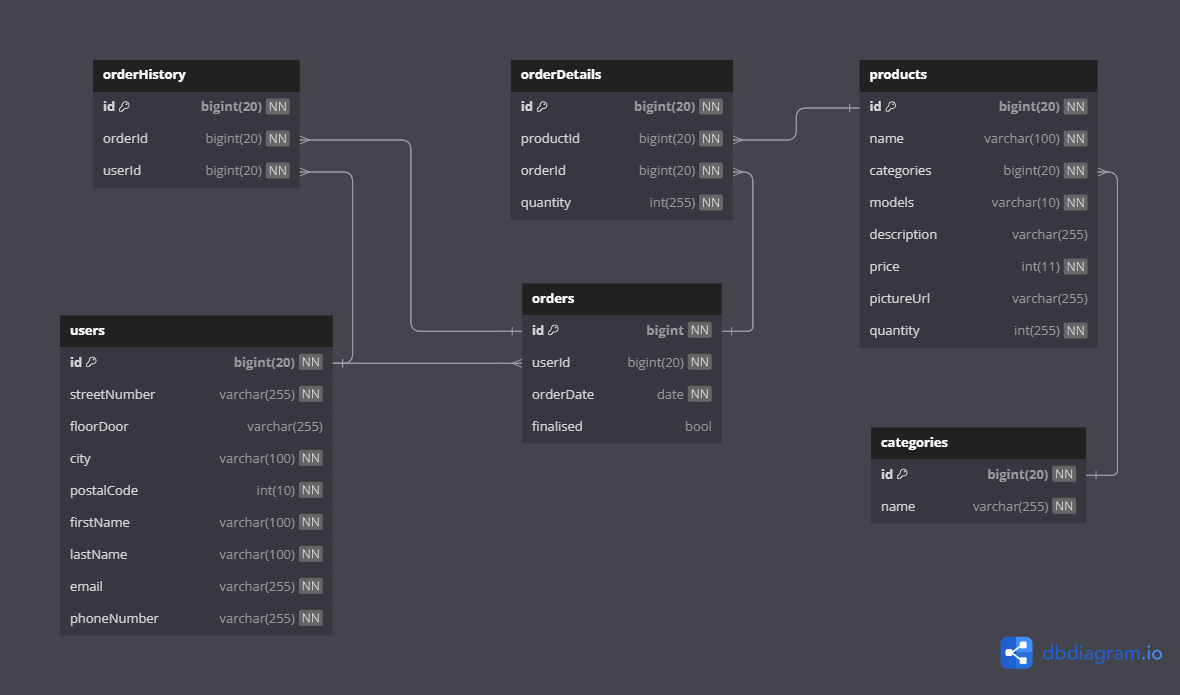 orderHistory
id bigint(20) NN
orderId bigint(20) NN
userId bigint(20) NN
orderDetails
id bigint(20) NN
productId bigint(20) NN
orderId bigint(20) NN
quantity int(255) NN
products
id bigint(20) NN
name varchar(100) NN
categories bigint(20) NN
models varchar(10) NN
description varchar(255)
price int(11) NN
pictureUrl varchar(255)
quantity int(255) NN
orders
id bigint NN
userId bigint(20) NN
orderDate date NN
finalised bool
users
id bigint(20) NN
streetNumber varchar(255) NN
floorDoor varchar(255)
city varchar(100) NN
postalCode int(10) NN
firstName varchar(100) NN
lastName varchar(100) NN
email varchar(255) NN
phoneNumber varchar(255) NN
categories
id bigint(20) NN
name varchar(255) NN
dbdiagram.io